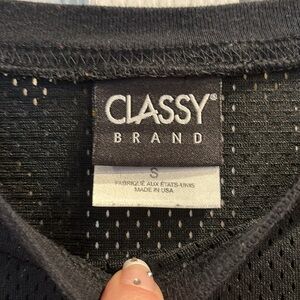 CLASSY®
BRAND
S
FABRIQUÉ AUX ÉTATS-UNIS
MADE IN USA